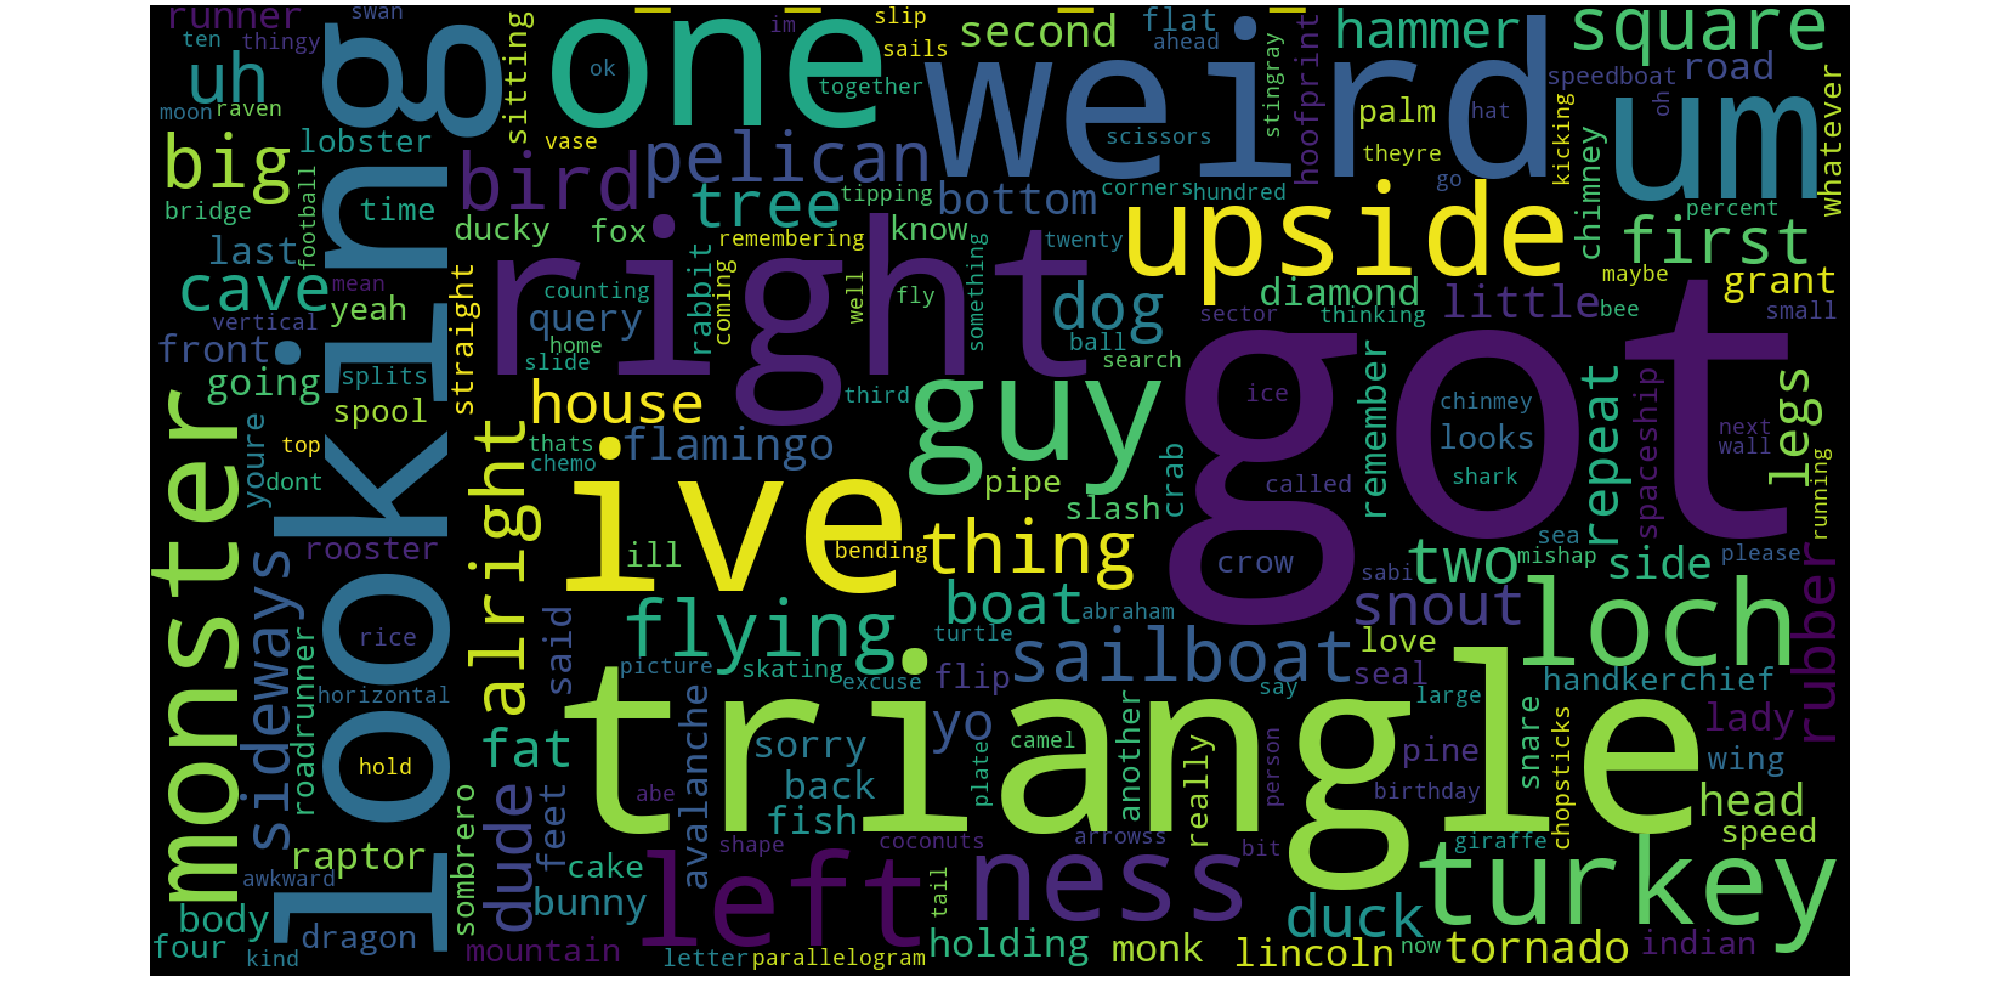 runner
swan
ten
thingy
uh
moon
raven
looking
sitting
one
im
ok
slip
sails
together
vase
second
weird
flat
ahead
scissors
stingray
hoofprint
hammer
palm
hat
theyre
go
kicking
square
speedboat
road
um
oh
whatever
big
lobster
bridge
football
time
bird
pelican
tree
tipping
bottom
corners
hundred
upside
chimney
percent
first
last
ducky
fox
rabbit
remembering
know
something
twenty
maybe
grant
cave
mean
yeah
straight
counting
query
right
coming
well
fly
dog
diamond
sector
thinking
little
bee
small
vertical
front
home
slide
ball
search
going
splits
spool
house
third
guy
got
ice
remember
chinmey
looks
shark
repeat
spaceship
next
wall
legs
running
monster
youre
top
dont
alright
thats
chemo
flamingo
ive
pipe
slash
crab
called
sideways
rooster
ill
bending
thing
crow
sabi
two
sea
mishap
side
please
rubber
roadrunner
rice
said
flying
boat
abraham
turtle
snout
loch
horizontal
picture
skating
excuse
flip
sailboat
love
seal
say
large
handkerchief
lady
hold
fat
triangle
avalanche
sorry
yo
camel
another
really
person
pine
birthday
snare
chopsticks
wing
sombrero
dude
feet
abe
back
fish
plate
head
speed
raptor
awkward
cake
shape
coconuts
arrowss
bit
giraffe
turkey
body
bunny
left
tail
ness
duck
four
kind
dragon
mountain
letter
parallelogram
holding
monk
lincoln
now
tornado
indian